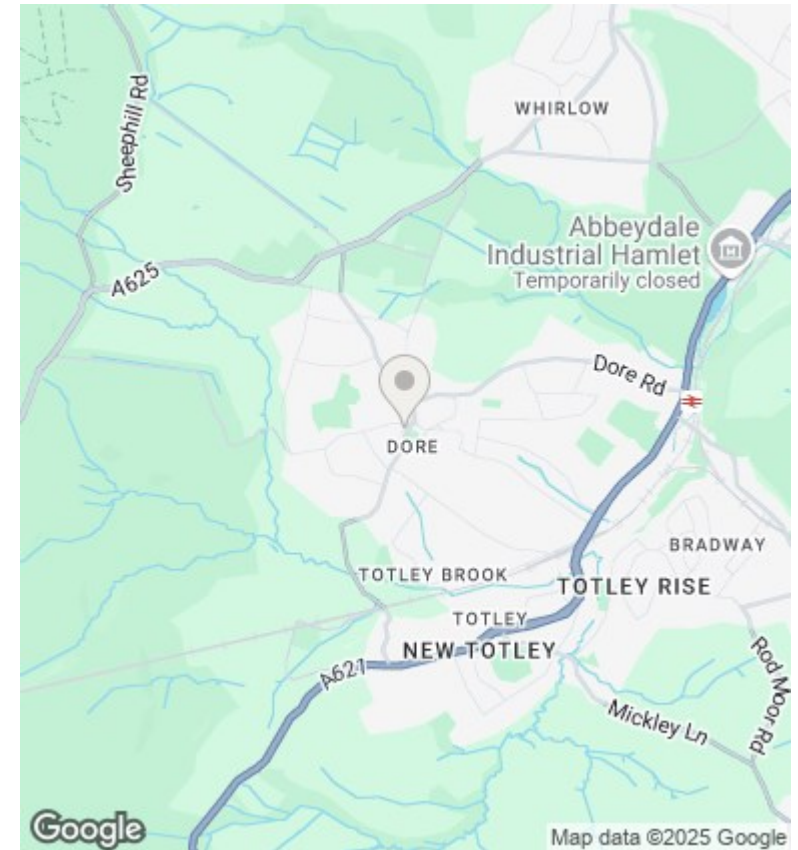 WHIRLOW
Sheephill Rd
Abbeydale
Industrial Hamlet
Temporarily closed
A625
Dore Rd
DORE
BRADWAY
TOTLEY BROOK
TOTLEY RISE
TOTLEY
NEW TOTLEY
A621
Rod Moor Rd
Mickley Ln
Google
Map data ©2025 Google